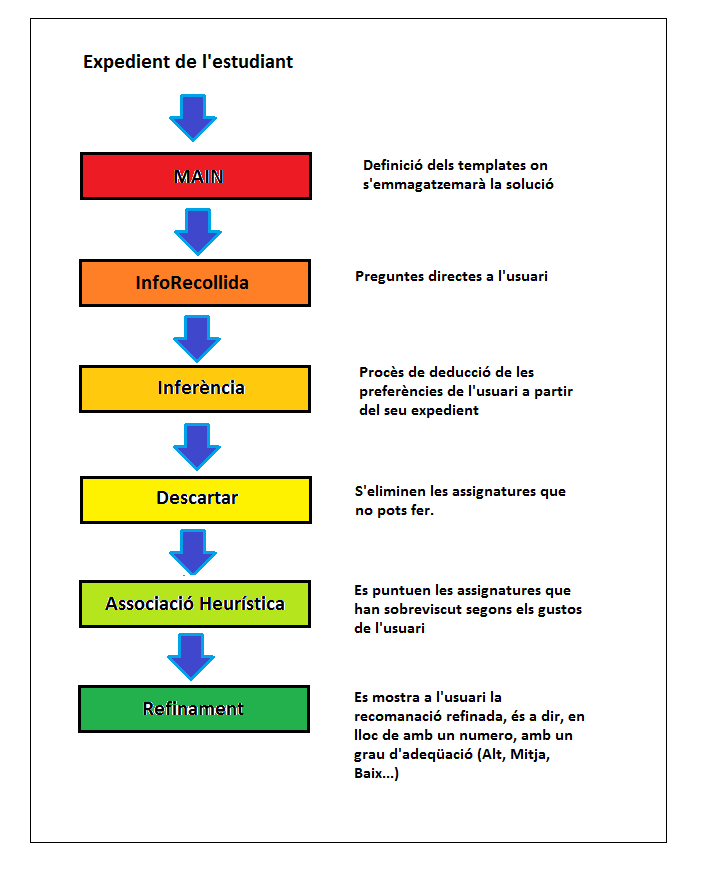 Expedient de l'estudiant
MAIN
Definició dels templates on
s'emmagatzemarà la solució
InfoRecollida
Preguntes directes a l'usuari
Inferència
Procès de deducció de les
preferències de l'usuari a partir
del seu expedient
Descartar
S'eliminen les assignatures que
no pots fer.
Associació Heurística
Es puntuen les assignatures que
han sobreviscut segons els gustos
de l'usuari
Refinament
Es mostra a l'usuari la
recomanació refinada, és a dir, en
lloc de amb un numero, amb un
grau d'adeqüació (Alt, Mitja,
Baix...)